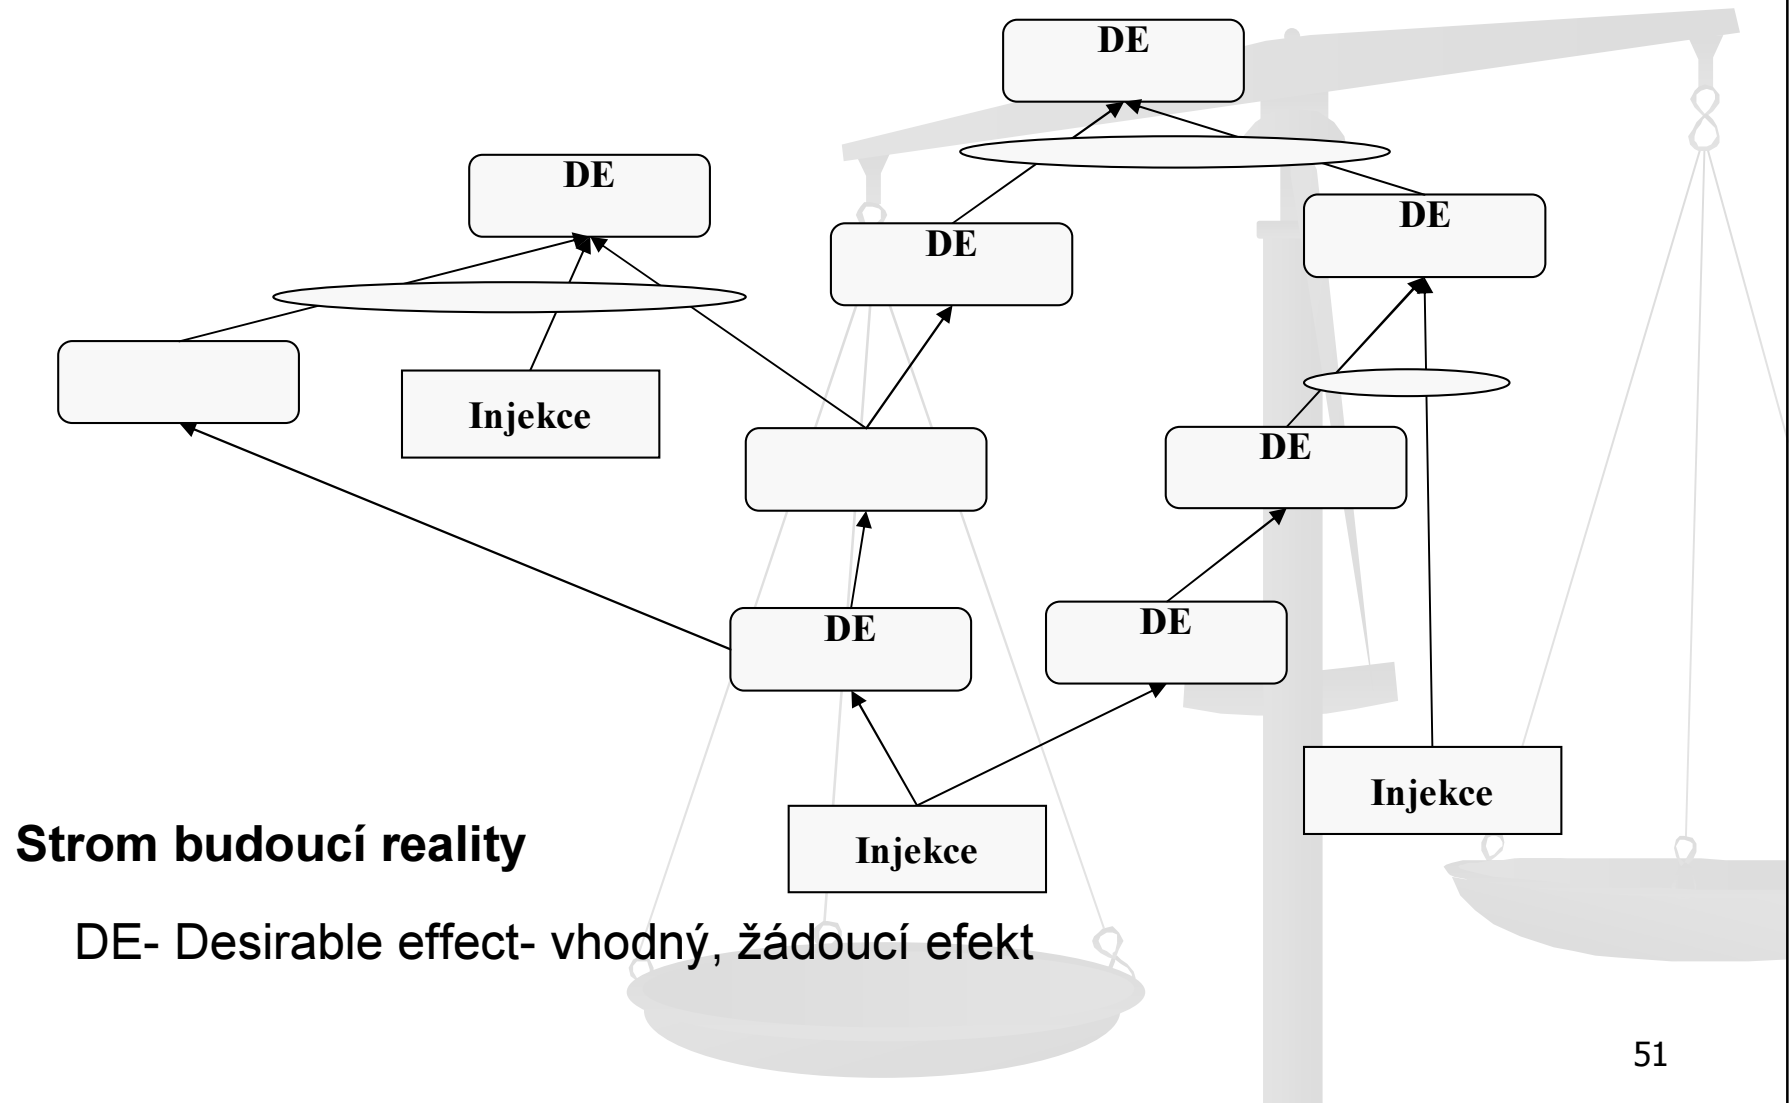 DE
DE
DE
DE
Injekce
DE
DE
DE
Injekce
Injekce
Strom budoucí reality
DE- Desirable effect- vhodný, žádoucí efekt
51